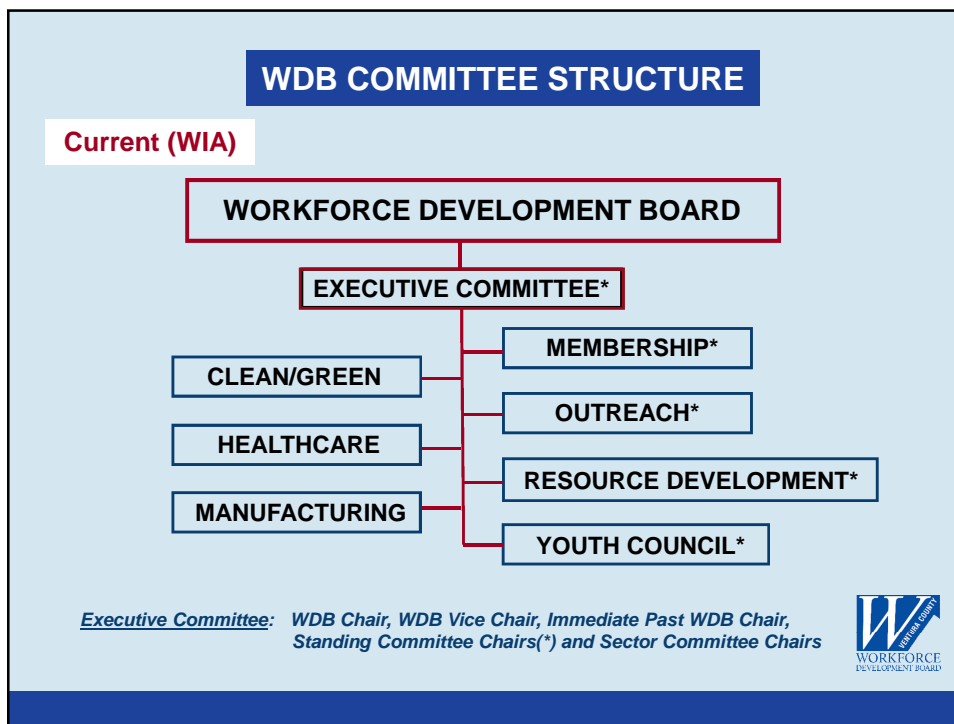 WDB COMMITTEE STRUCTURE
Current (WIA)
WORKFORCE DEVELOPMENT BOARD
EXECUTIVE COMMITTEE*
MEMBERSHIP*
CLEAN/GREEN
OUTREACH*
HEALTHCARE
RESOURCE DEVELOPMENT*
MANUFACTURING
YOUTH COUNCIL*
Executive Committee: WDB Chair, WDB Vice Chair, Immediate Past WDB Chair,
Standing Committee Chairs(*) and Sector Committee Chairs
W
VENTURA COUNTY
WORKFORCE
DEVELOPMENT BOARD